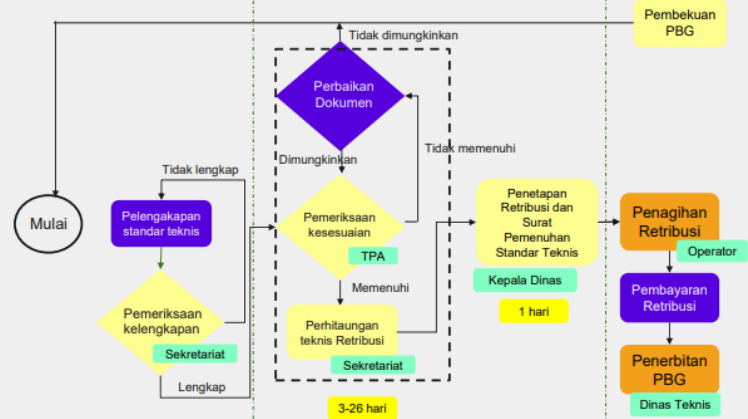 Pembekuan
PBG
Tidak dimungkinkan
Perbaikan
Dokumen
Dimungkinkan
Tidak memenuhi
Tidak lengkap
Mulai
Pelengakapan
standar teknis
Pemeriksaan
kelengkapan
Sekretariat
Lengkap
Pemeriksaan
kesesuaian
TPA
Memenuhi
Perhitaungan
teknis Retribusi
Sekretariat
3-26 hari
Penetapan
Retribusi dan
Surat
Pemenuhan
Standar Teknis
Kepala Dinas
1 hari
Penagihan
Retribusi
Operator
Pembayaran
Retribusi
Penerbitan
PBG
Dinas Teknis